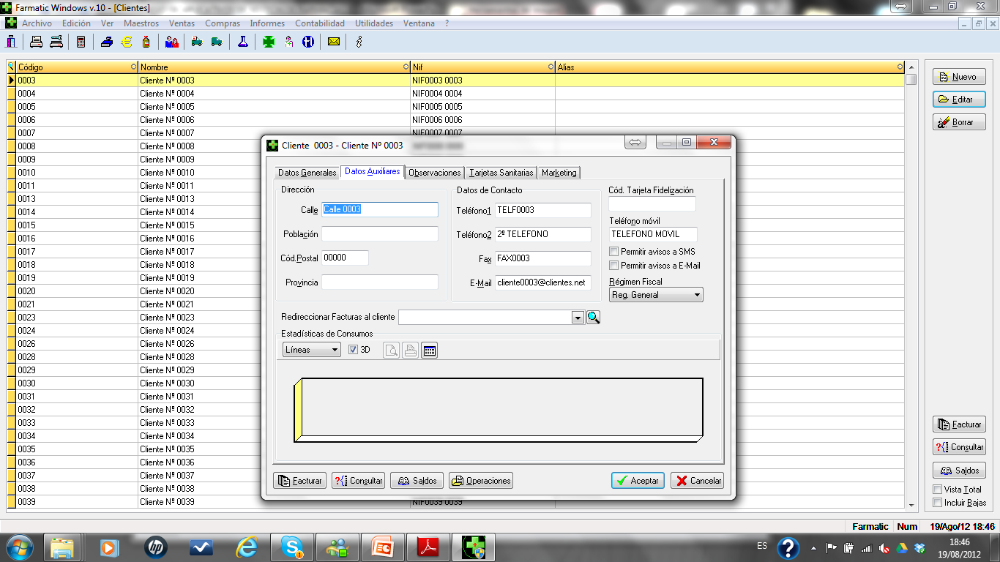 Farmatic Windows v.10 - [Clientes]
Archivo Edición Ver Maestros Ventas Compras Informes Contabilidad Utilidades Ventana ?
Código Nombre Nif Alias
0003 Cliente Nº 0003 NIF0003 0003
0004 Cliente Nº 0004 NIF0004 0004
0005 Cliente Nº 0005 NIF0005 0005
0006 Cliente Nº 0006 NIF0006 0006
0007 Cliente Nº 0007 NIF0007 0007
0008 Cliente Nº 0008
0009 Cliente Nº 0009
0010 Cliente Nº 0010
0011 Cliente Nº 0011
0013 Cliente Nº 0013
0014 Cliente Nº 0014
0015 Cliente Nº 0015
0016 Cliente Nº 0016
0017 Cliente Nº 0017
0018 Cliente Nº 0018
0019 Cliente Nº 0019
0020 Cliente Nº 0020
0021 Cliente Nº 0021
0023 Cliente Nº 0023
0024 Cliente Nº 0024
0026 Cliente Nº 0026
0028 Cliente Nº 0028
0029 Cliente Nº 0029
0030 Cliente Nº 0030
0031 Cliente Nº 0031
0032 Cliente Nº 0032
0033 Cliente Nº 0033
0034 Cliente Nº 0034
0035 Cliente Nº 0035
0036 Cliente Nº 0036
0037 Cliente Nº 0037
0038 Cliente Nº 0038
0039 Cliente Nº 0039 NIF0039 0039
Nuevo
Editar
Borrar
Facturar
Consultar
Saldos
Vista Total
Incluir Bajas
Cliente 0003 - Cliente Nº 0003
Datos Generales Datos Auxiliares Observaciones Tarjetas Sanitarias Marketing
Dirección
Calle Calle 0003
Población
Cód.Postal 00000
Provincia
Datos de Contacto
Teléfono1 TELF0003
Teléfono2 2º TELEFONO
Fax FAX0003
E-Mail cliente0003@clientes.net
Cód. Tarjeta Fidelización
Teléfono móvil
TELEFONO MOVIL
Permitir avisos a SMS
Permitir avisos a E-Mail
Régimen Fiscal
Reg. General
Redireccionar Facturas al cliente
Estadísticas de Consumos
Líneas 3D
Facturar Consultar Saldos Operaciones Aceptar Cancelar
Farmatic Num 19/Ago/12 18:46
ES
18:46
19/08/2012